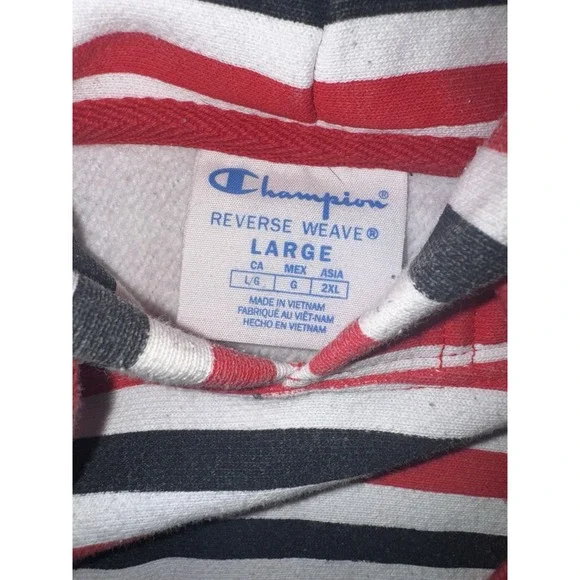 Champion®
REVERSE WEAVE®
LARGE
CA MEX ASIA
L/G G 2XL
MADE IN VIETNAM
FABRIQUÉ AU VIÊT-NAM
HECHO EN VIETNAM